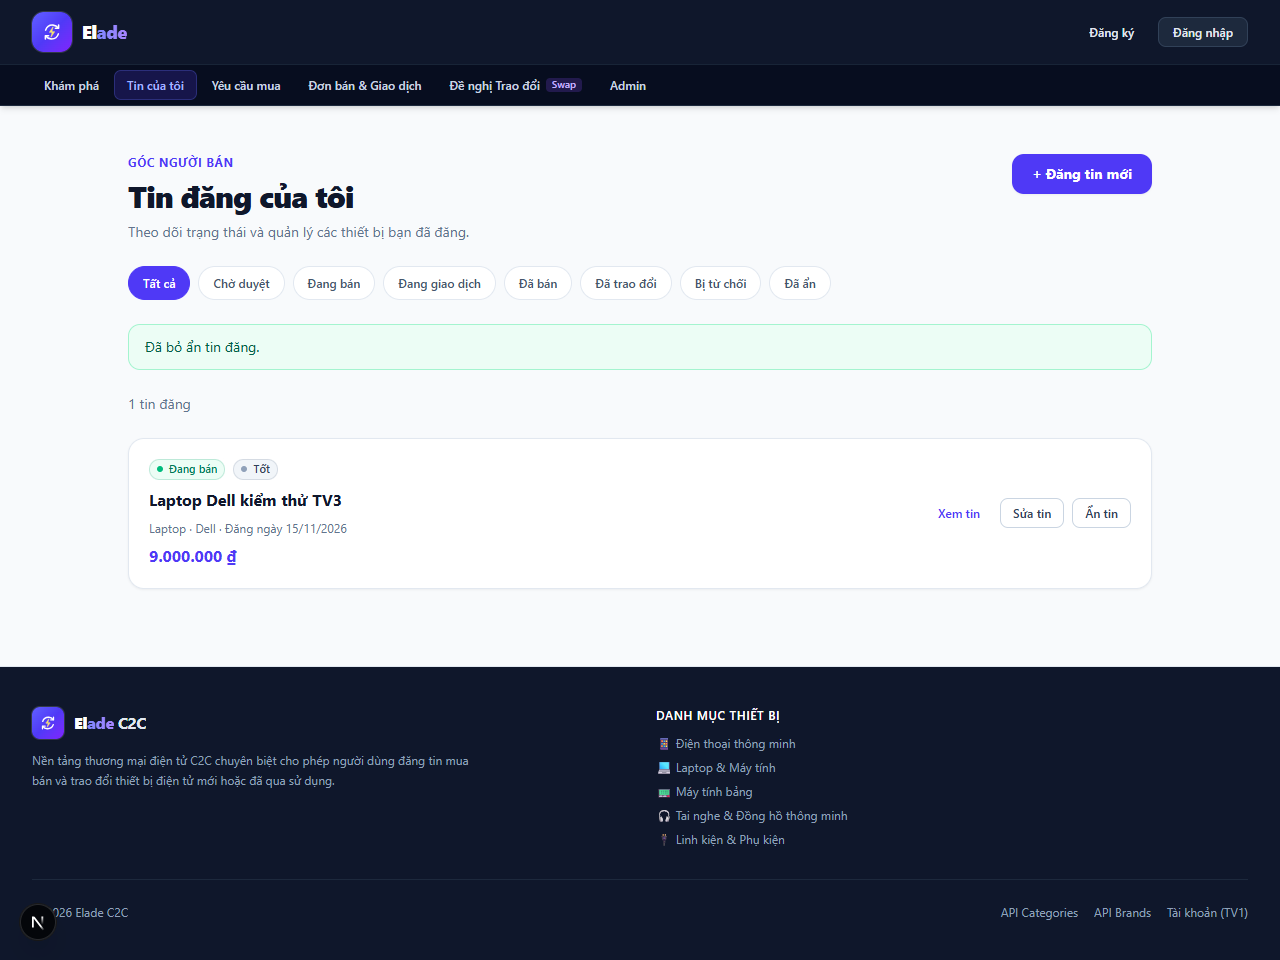 Elade
Đăng ký
Đăng nhập
Khám phá
Tin của tôi
Yêu cầu mua
Đơn bán & Giao dịch
Đề nghị Trao đổi Swap
Admin
GÓC NGƯỜI BÁN
Tin đăng của tôi
Theo dõi trạng thái và quản lý các thiết bị bạn đã đăng.
+ Đăng tin mới
Tất cả
Chờ duyệt
Đang bán
Đang giao dịch
Đã bán
Đã trao đổi
Bị từ chối
Đã ẩn
Đã bỏ ẩn tin đăng.
1 tin đăng
Đang bán
Tốt
Laptop Dell kiểm thử TV3
Laptop · Dell · Đăng ngày 15/11/2026
9.000.000 ₫
Xem tin
Sửa tin
Ẩn tin
Elade C2C
Nền tảng thương mại điện tử C2C chuyên biệt cho phép người dùng đăng tin mua
bán và trao đổi thiết bị điện tử mới hoặc đã qua sử dụng.
DANH MỤC THIẾT BỊ
Điện thoại thông minh
Laptop & Máy tính
Máy tính bảng
Tai nghe & Đồng hồ thông minh
Linh kiện & Phụ kiện
026 Elade C2C
API Categories
API Brands
Tài khoản (TV1)
N